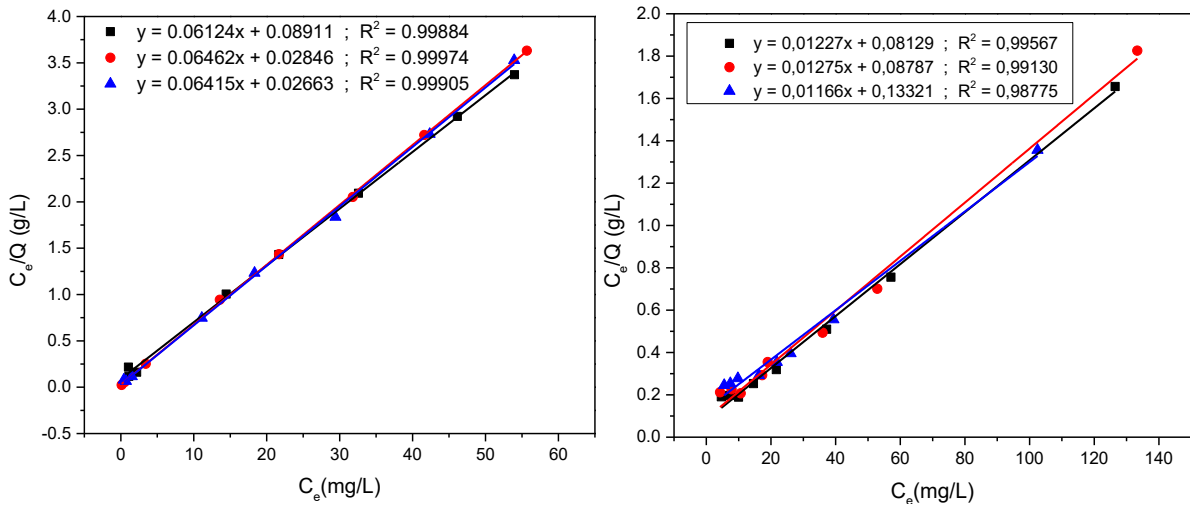 y = 0.06124x + 0.08911 ; R² = 0.99884
y = 0.06462x + 0.02846 ; R² = 0.99974
y = 0.06415x + 0.02663 ; R² = 0.99905
4.0
3.5
3.0
2.5
2.0
1.5
1.0
0.5
0.0
-0.5
Cₑ/Q (g/L)
0 10 20 30 40 50 60
Cₑ(mg/L)
y = 0,01227x + 0,08129 ; R² = 0,99567
y = 0,01275x + 0,08787 ; R² = 0,99130
y = 0,01166x + 0,13321 ; R² = 0,98775
2.0
1.8
1.6
1.4
1.2
1.0
0.8
0.6
0.4
0.2
0.0
Cₑ/Q (g/L)
0 20 40 60 80 100 120 140
Cₑ(mg/L)